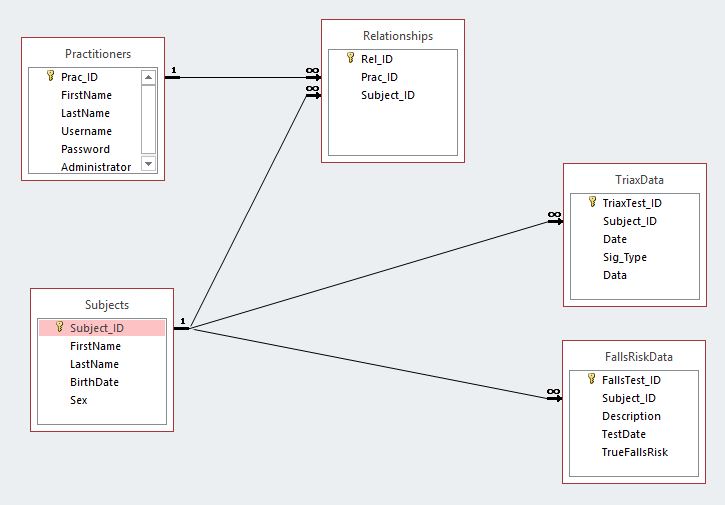 Practitioners
Prac_ID
FirstName
LastName
Username
Password
Administrator
1
Relationships
Rel_ID
Prac_ID
Subject_ID
∞
∞
TriaxData
TriaxTest_ID
Subject_ID
Date
Sig_Type
Data
∞
Subjects
Subject_ID
FirstName
LastName
BirthDate
Sex
1
FallsRiskData
FallsTest_ID
Subject_ID
Description
TestDate
TrueFallsRisk
∞